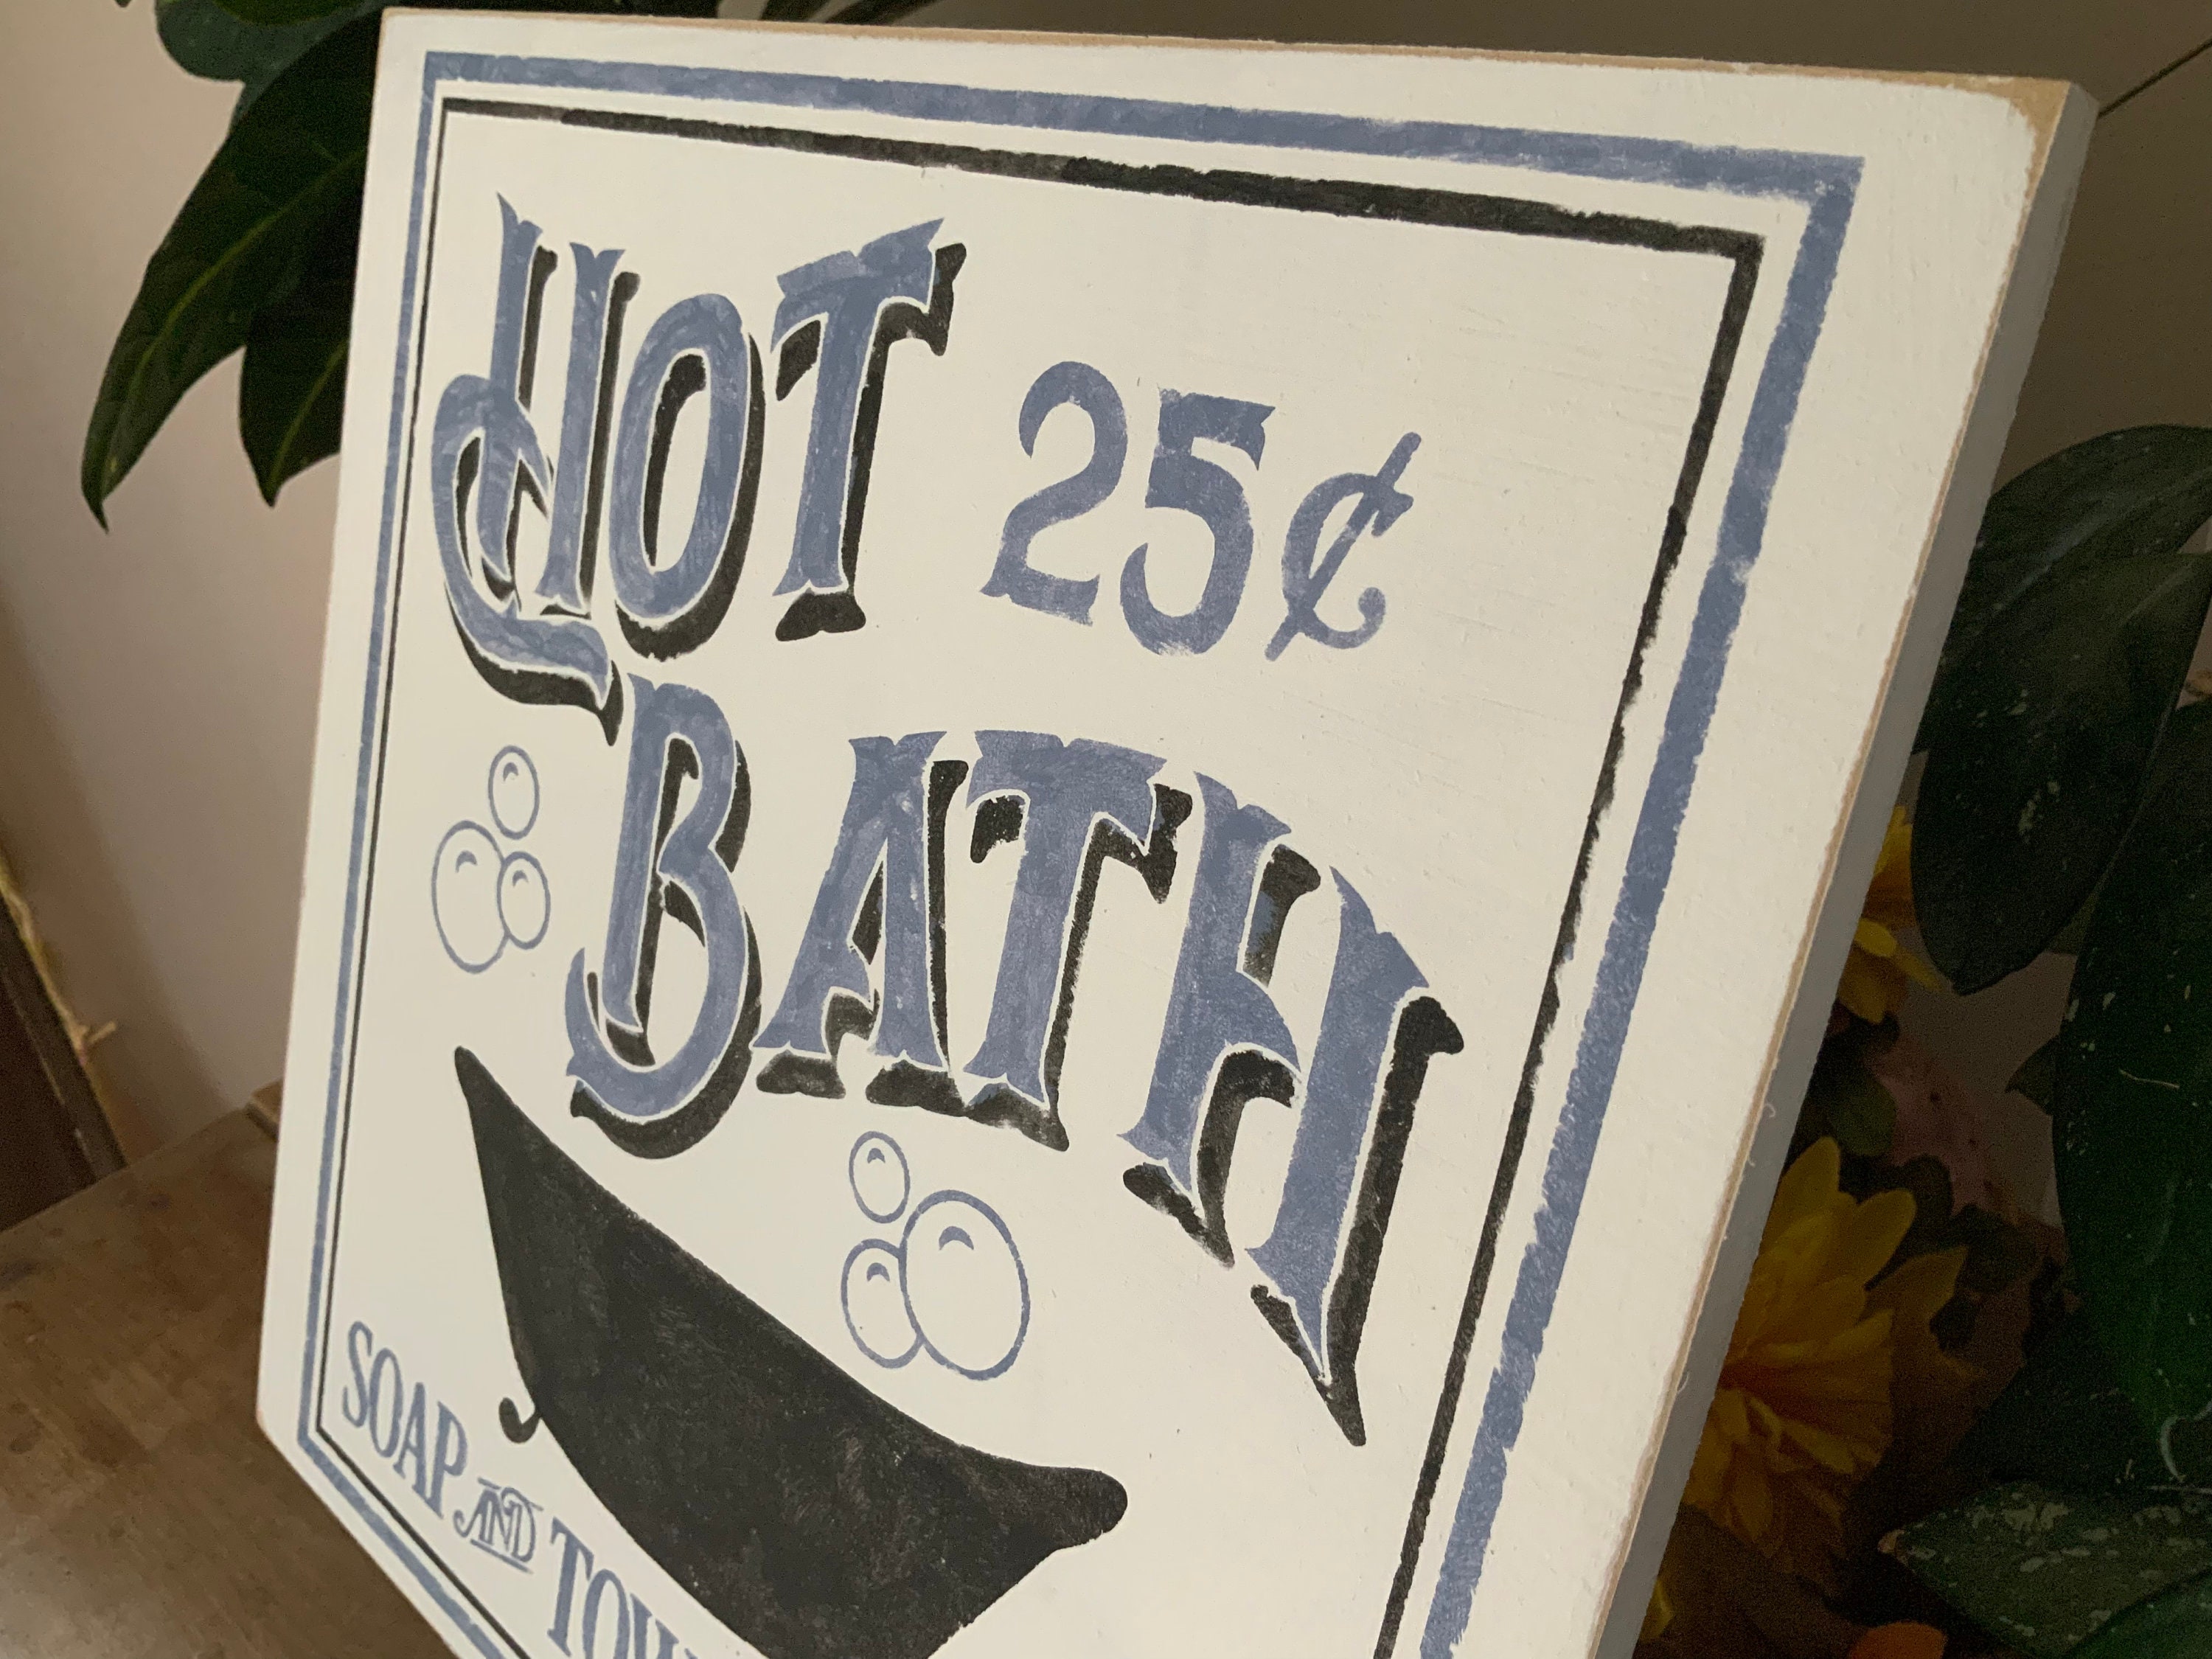 HOT 25¢
BATH
SOAP AND